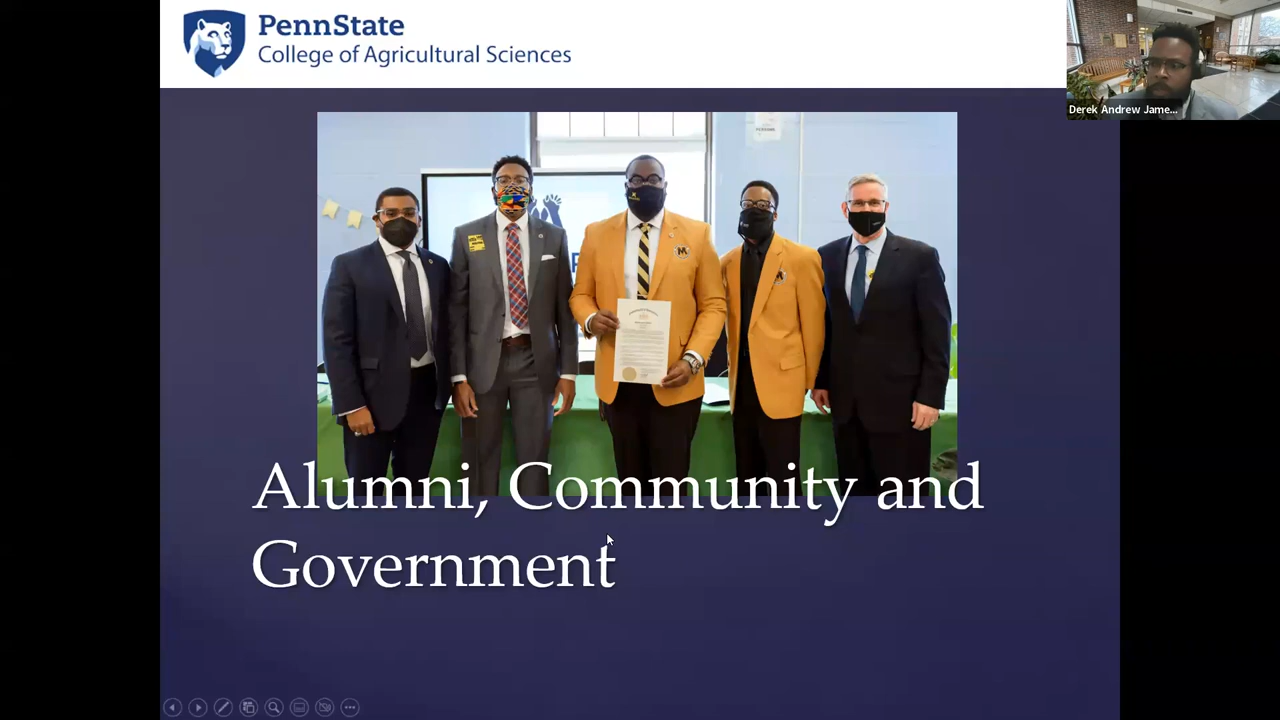 PennState
College of Agricultural Sciences
Derek Andrew Jame...
M
Alumni, Community and
Government